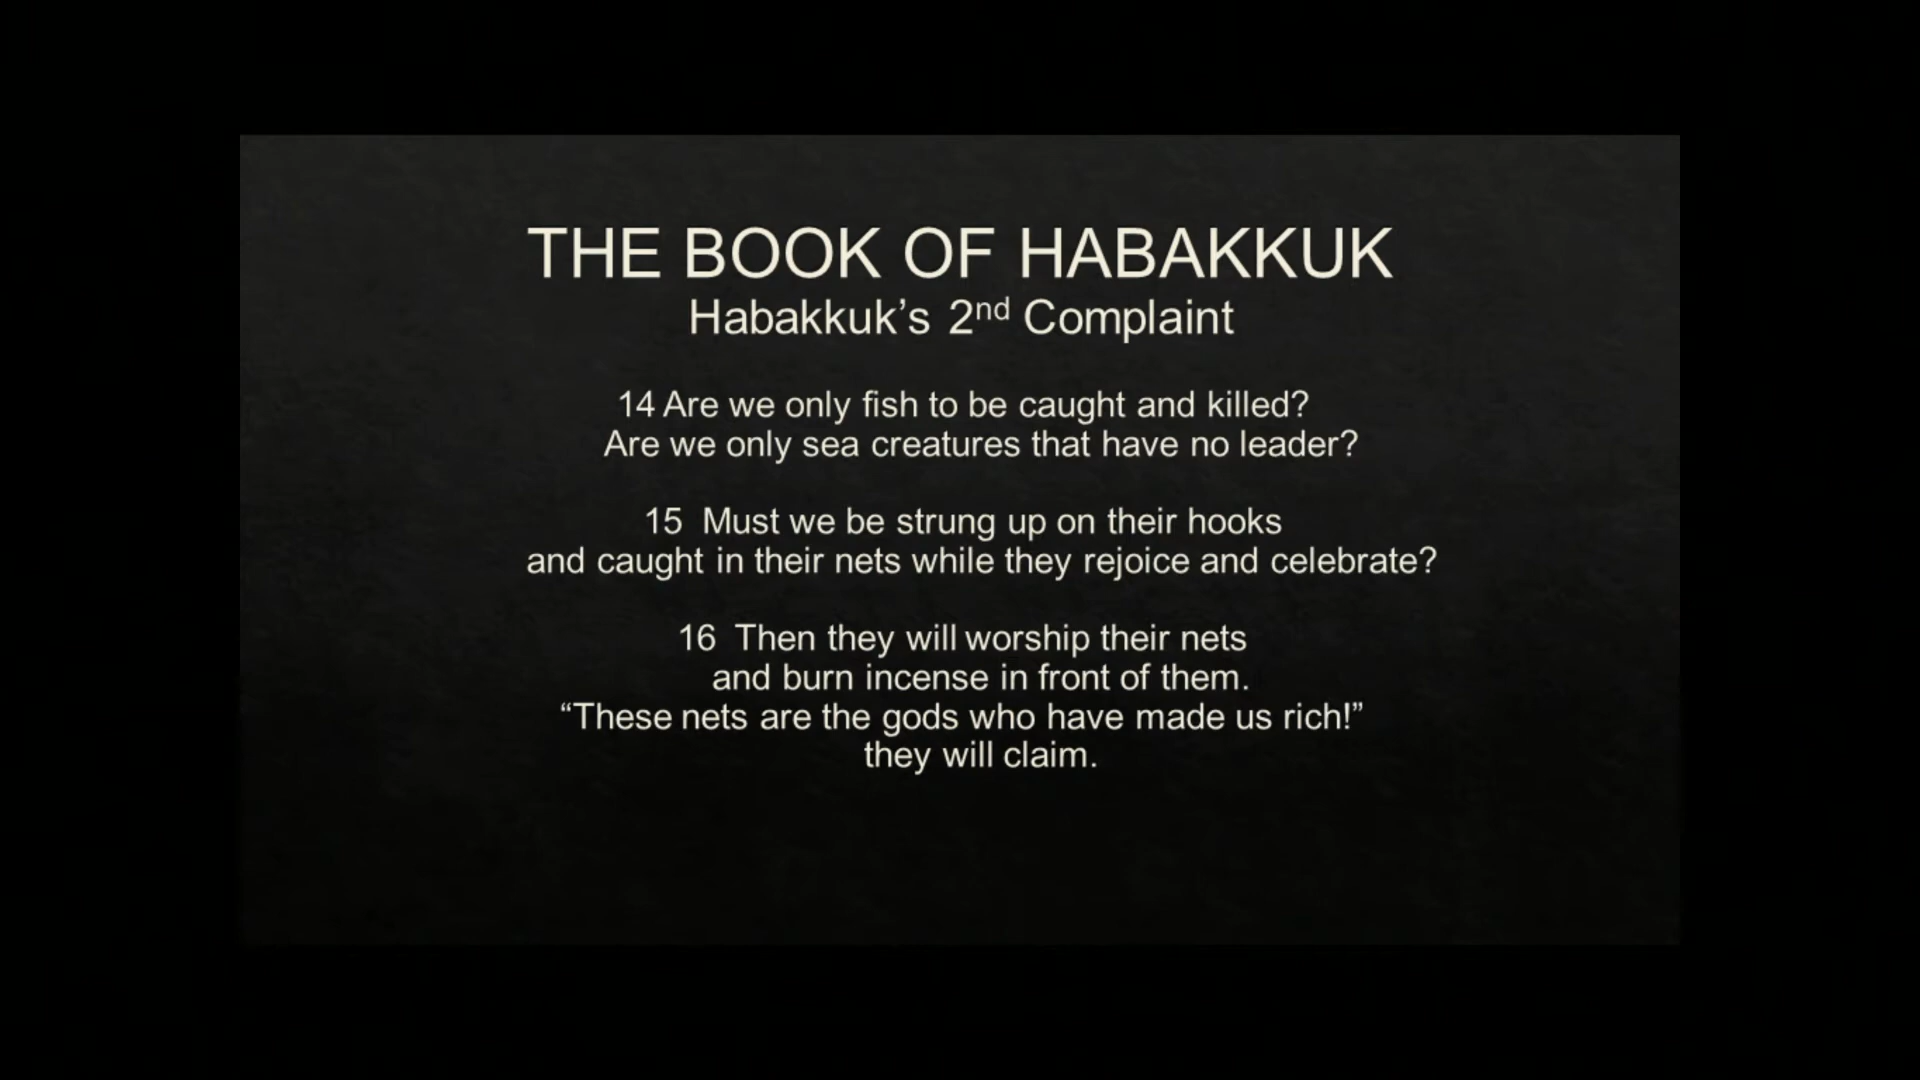 THE BOOK OF HABAKKUK
Habakkuk’s 2nd Complaint
14 Are we only fish to be caught and killed?
Are we only sea creatures that have no leader?
15 Must we be strung up on their hooks
and caught in their nets while they rejoice and celebrate?
16 Then they will worship their nets
and burn incense in front of them.
“These nets are the gods who have made us rich!”
they will claim.